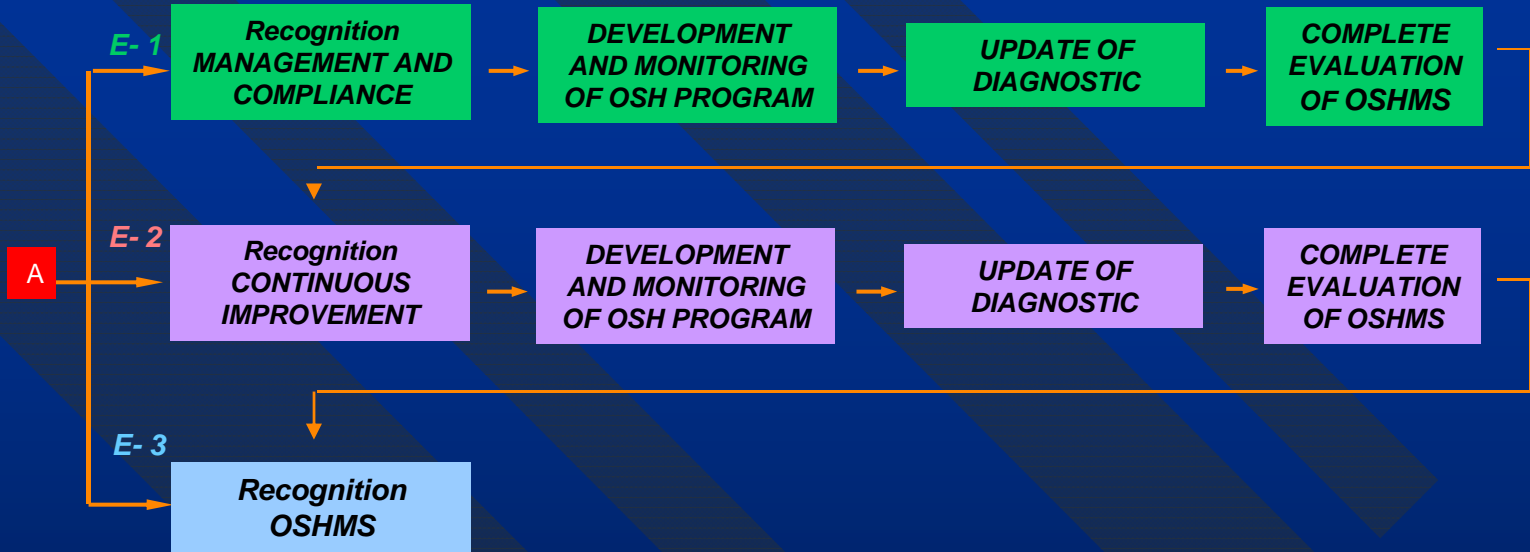 E- 1
Recognition
MANAGEMENT AND
COMPLIANCE
DEVELOPMENT
AND MONITORING
OF OSH PROGRAM
UPDATE OF
DIAGNOSTIC
COMPLETE
EVALUATION
OF OSHMS
A
E- 2
Recognition
CONTINUOUS
IMPROVEMENT
DEVELOPMENT
AND MONITORING
OF OSH PROGRAM
UPDATE OF
DIAGNOSTIC
COMPLETE
EVALUATION
OF OSHMS
E- 3
Recognition
OSHMS